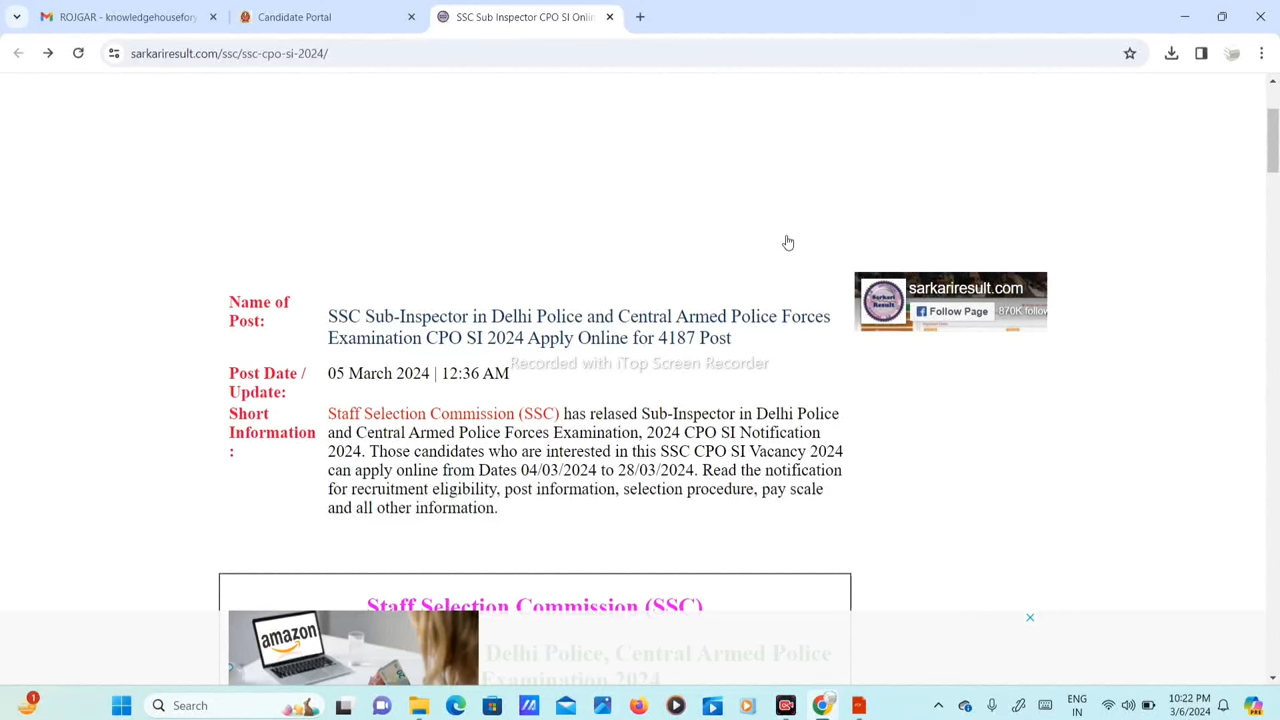 ROJGAR - knowledgehousefory
Candidate Portal
SSC Sub Inspector CPO SI Onlin
sarkariresult.com/ssc/ssc-cpo-si-2024/
Name of
Post:
SSC Sub-Inspector in Delhi Police and Central Armed Police Forces
Examination CPO SI 2024 Apply Online for 4187 Post
Recorded with iTop Screen Recorder
sarkariresult.com
Follow Page
870K follow
Post Date /
Update:
05 March 2024 | 12:36 AM
Short
Information
:
Staff Selection Commission (SSC) has relased Sub-Inspector in Delhi Police
and Central Armed Police Forces Examination, 2024 CPO SI Notification
2024. Those candidates who are interested in this SSC CPO SI Vacancy 2024
can apply online from Dates 04/03/2024 to 28/03/2024. Read the notification
for recruitment eligibility, post information, selection procedure, pay scale
and all other information.
Staff Selection Commission (SSC)
Delhi Police, Central Armed Police
Examination 2024
amazon
1
Search
ENG
IN
10:22 PM
3/6/2024